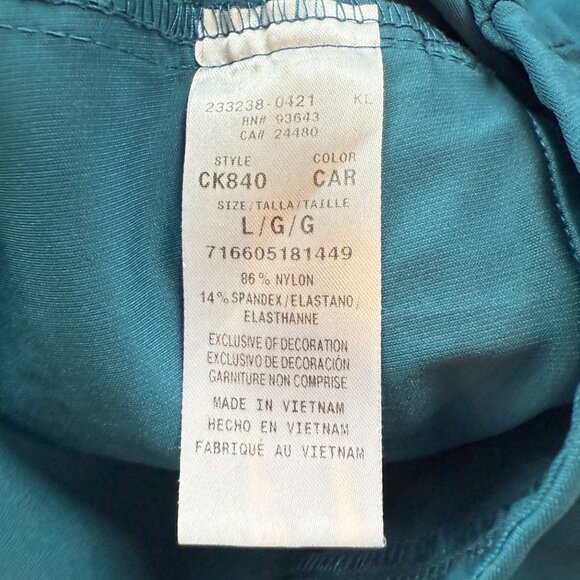 233238-0421 KL
RN# 93643
CA# 24480
STYLE COLOR
CK840 CAR
SIZE/TALLA/TAILLE
L/G/G
716605181449
86% NYLON
14% SPANDEX/ELASTANO/
ELASTHANNE
EXCLUSIVE OF DECORATION
EXCLUSIVO DE DECORACIÓN
GARNITURE NON COMPRISE
MADE IN VIETNAM
HECHO EN VIETNAM
FABRIQUÉ AU VIETNAM